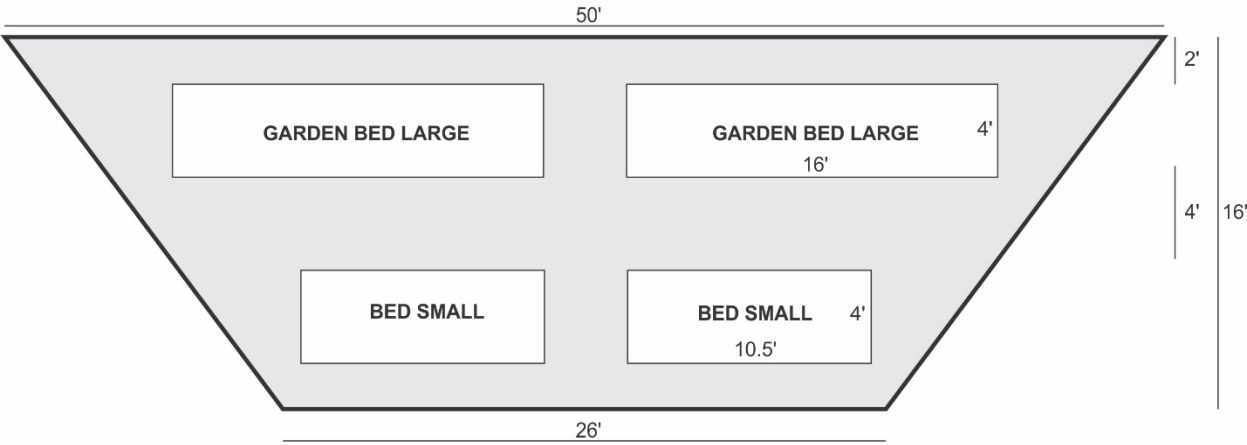 50'
2'
GARDEN BED LARGE
GARDEN BED LARGE
4'
16'
4'
16'
BED SMALL
BED SMALL
4'
10.5'
26'